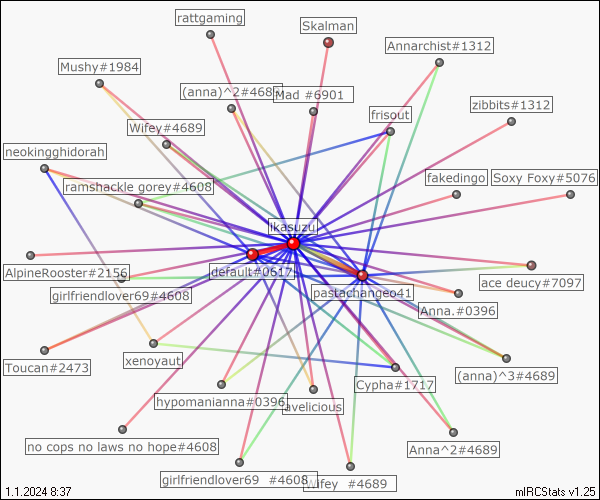 rattgaming
Skalman
Annarchist#1312
Mushy#1984
(anna)^2#4689
Mad #6901
zibbits#1312
frisout
Wifey#4689
neokingghidorah
ramshackle gorey#4608
fakedingo
Soxy Foxy#5076
likasuzu
default#0617
AlpineRooster#2156
pastachangeo41
ace deucy#7097
girlfriendlover69#4608
Anna.#0396
xenoyaut
Toucan#2473
(anna)^3#4689
Cypha#1717
hypomanianna#0396
avelicious
no cops no laws no hope#4608
Anna^2#4689
girlfriendlover69 #4608
Wifey #4689
1.1.2024 8:37
mIRCStats v1.25